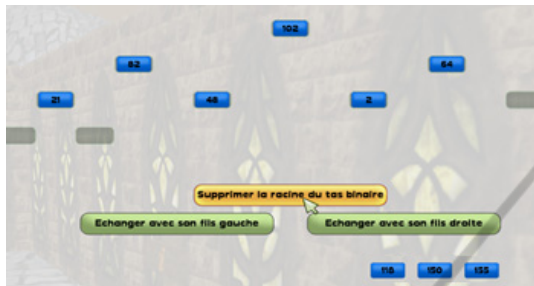 102
82 64
21 48 2
Supprimer la racine du tas binaire
Echanger avec son fils gauche Echanger avec son fils droite
118 150 155